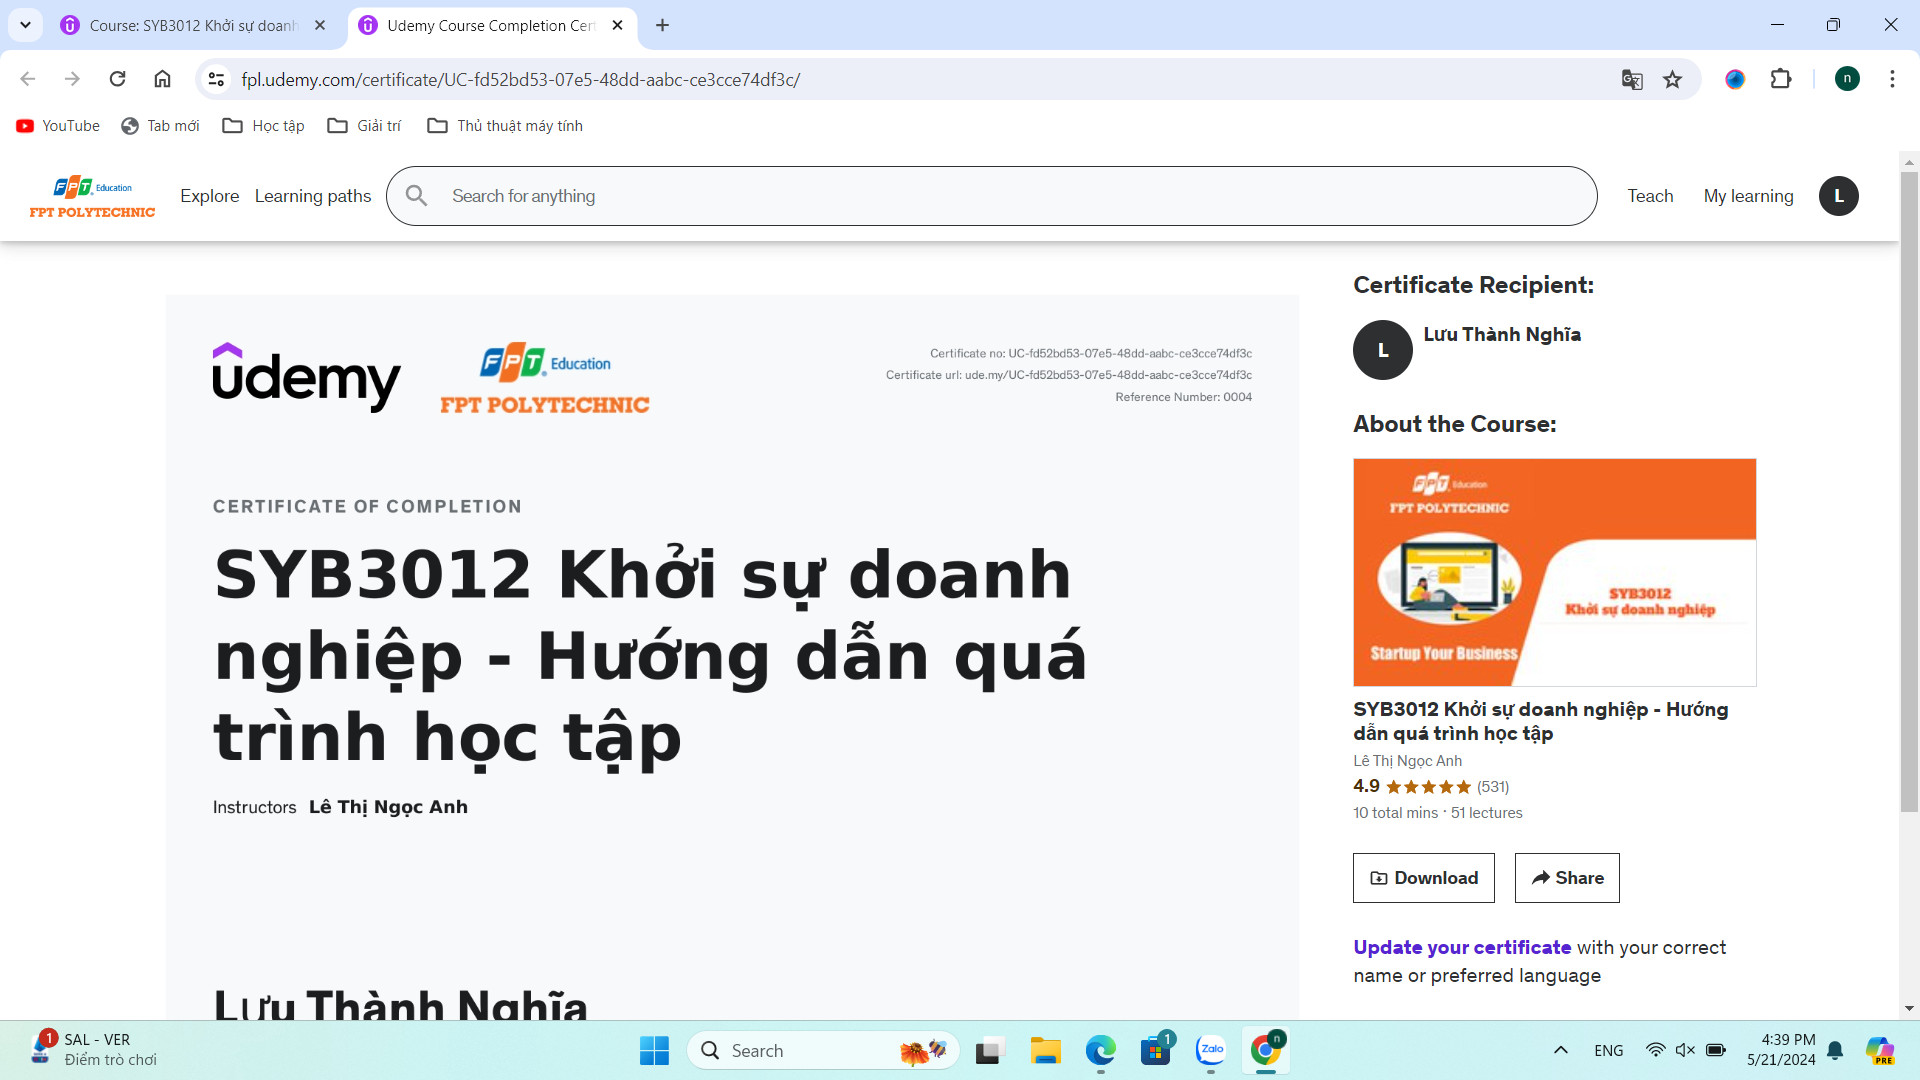 Course: SYB3012 Khởi sự doanh
Udemy Course Completion Cer
fpl.udemy.com/certificate/UC-fd52bd53-07e5-48dd-aabc-ce3cce74df3c/
n
YouTube
Tab mới
Học tập
Giải trí
Thủ thuật máy tính
FPT Education
FPT POLYTECHNIC
Explore
Learning paths
Search for anything
Teach
My learning
L
udemy
FPT Education
FPT POLYTECHNIC
Certificate no: UC-fd52bd53-07e5-48dd-aabc-ce3cce74df3c
Certificate url: ude.my/UC-fd52bd53-07e5-48dd-aabc-ce3cce74df3c
Reference Number: 0004
CERTIFICATE OF COMPLETION
SYB3012 Khởi sự doanh
nghiệp - Hướng dẫn quá
trình học tập
Instructors Lê Thị Ngọc Anh
Lưu Thành Nghĩa
Certificate Recipient:
L
Lưu Thành Nghĩa
About the Course:
FPT Education
FPT POLYTECHNIC
SYB3012
Khởi sự doanh nghiệp
Startup Your Business
SYB3012 Khởi sự doanh nghiệp - Hướng
dẫn quá trình học tập
Lê Thị Ngọc Anh
4.9 (531)
10 total mins · 51 lectures
Download
Share
Update your certificate with your correct
name or preferred language
1
SAL - VER
Điểm trò chơi
Search
1
Zalo
n
ENG
4:39 PM
5/21/2024
PRE